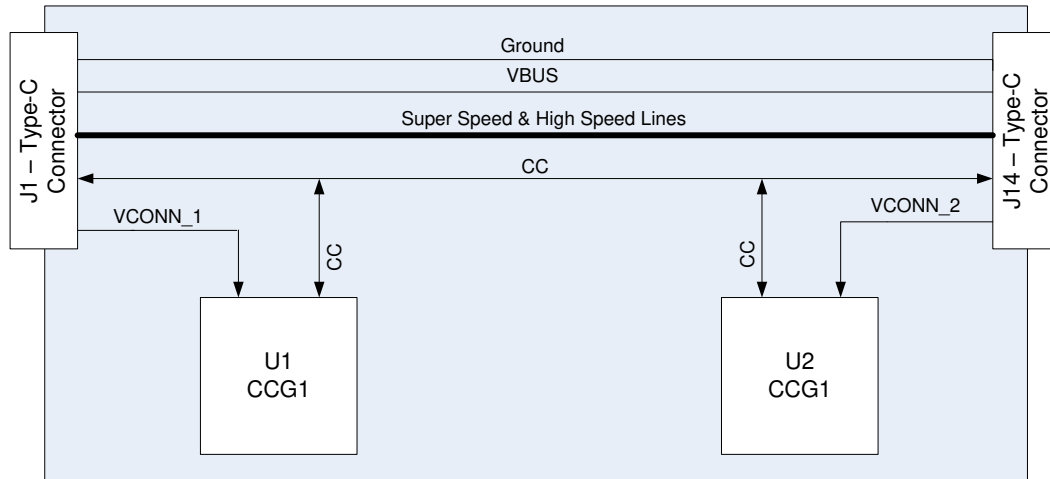 Ground
VBUS
Super Speed & High Speed Lines
CC
J1 – Type-C
Connector
J14 – Type-C
Connector
VCONN_1
VCONN_2
CC
CC
U1
CCG1
U2
CCG1